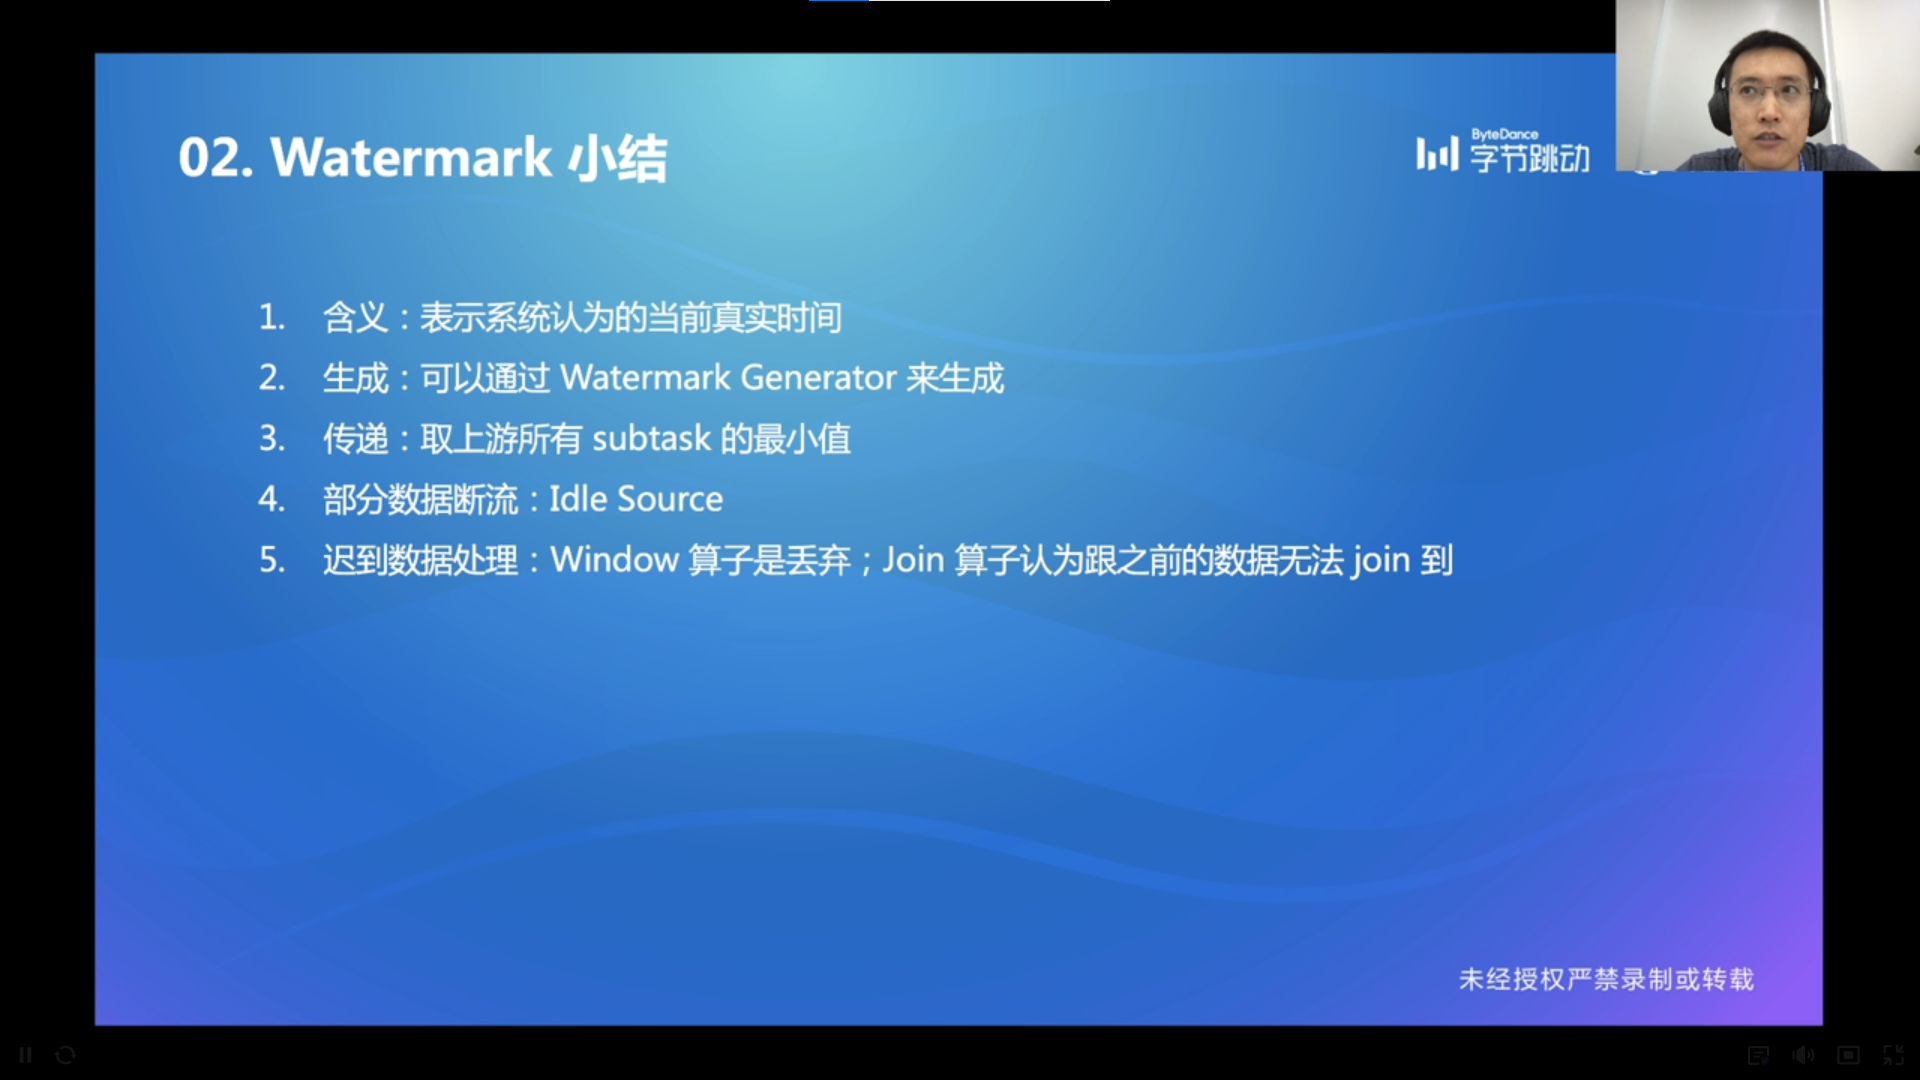 02. Watermark 小结
ByteDance
字节跳动
1. 含义：表示系统认为的当前真实时间
2. 生成：可以通过 Watermark Generator 来生成
3. 传递：取上游所有 subtask 的最小值
4. 部分数据断流：Idle Source
5. 迟到数据处理：Window 算子是丢弃；Join 算子认为跟之前的数据无法 join 到
未经授权严禁录制或转载